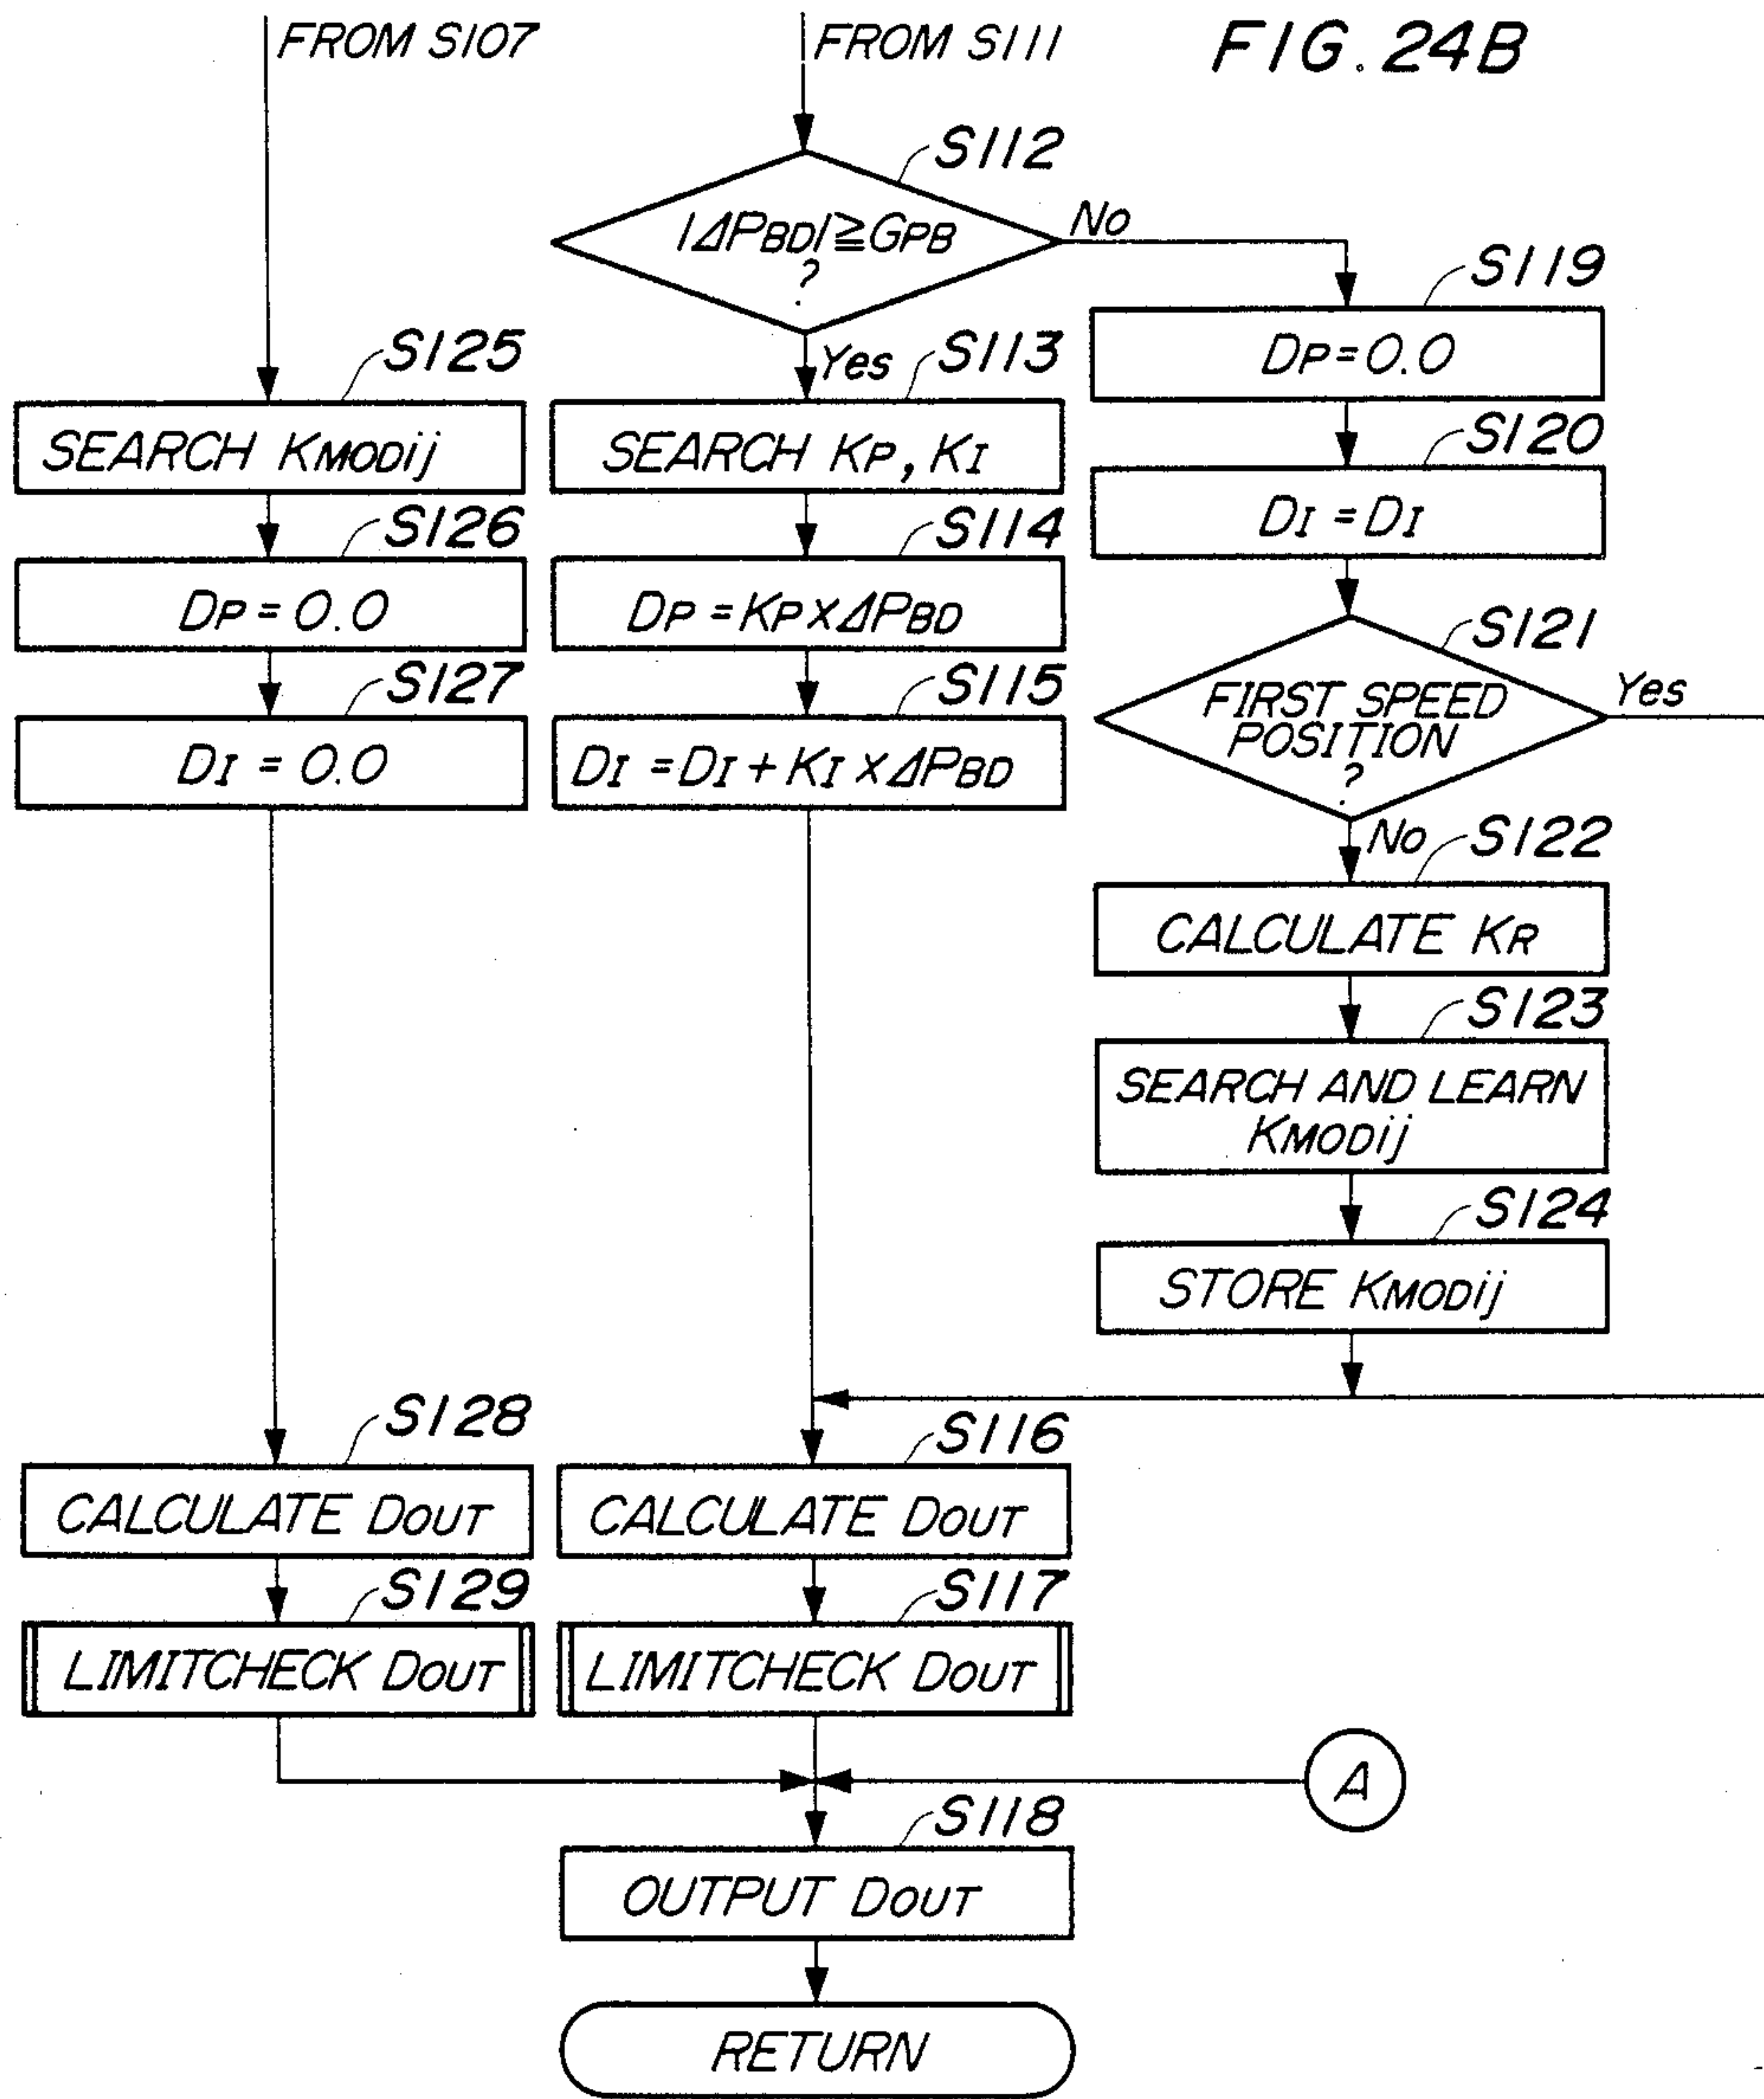 FROM S107
FROM S111
FIG. 24B
S112
|ΔPBD|≧GPB
?
No
Yes
S119
DP=0.0
S120
DI=DI
S121
FIRST SPEED
POSITION
?
Yes
No
S122
CALCULATE KR
S123
SEARCH AND LEARN
KMODij
S124
STORE KMODij
S125
SEARCH KMODij
S126
DP=0.0
S127
DI=0.0
S113
SEARCH KP, KI
S114
DP=KP×ΔPBD
S115
DI=DI+KI×ΔPBD
S128
CALCULATE DOUT
S129
LIMITCHECK DOUT
S116
CALCULATE DOUT
S117
LIMITCHECK DOUT
A
S118
OUTPUT DOUT
RETURN